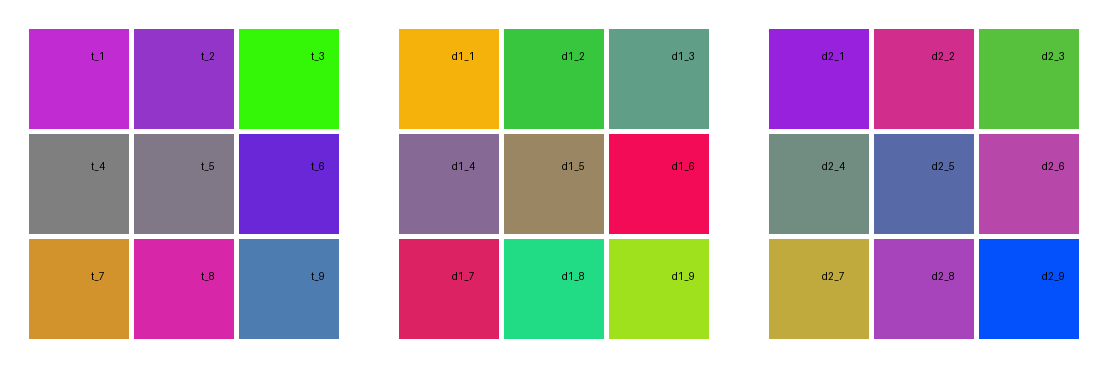 t_1 t_2 t_3 d1_1 d1_2 d1_3 d2_1 d2_2 d2_3
t_4 t_5 t_6 d1_4 d1_5 d1_6 d2_4 d2_5 d2_6
t_7 t_8 t_9 d1_7 d1_8 d1_9 d2_7 d2_8 d2_9